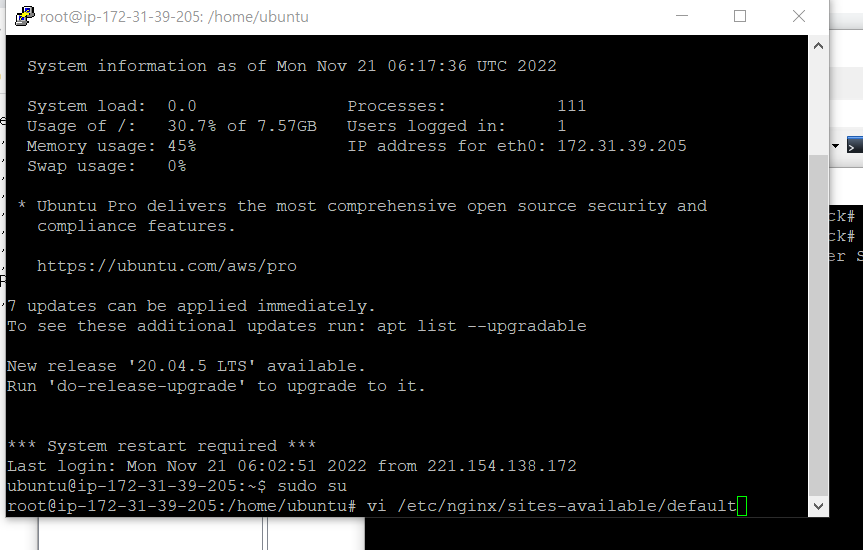 root@ip-172-31-39-205: /home/ubuntu
System information as of Mon Nov 21 06:17:36 UTC 2022
System load: 0.0 Processes: 111
Usage of /: 30.7% of 7.57GB Users logged in: 1
Memory usage: 45% IP address for eth0: 172.31.39.205
Swap usage: 0%
* Ubuntu Pro delivers the most comprehensive open source security and
compliance features.
https://ubuntu.com/aws/pro
7 updates can be applied immediately.
To see these additional updates run: apt list --upgradable
New release '20.04.5 LTS' available.
Run 'do-release-upgrade' to upgrade to it.
*** System restart required ***
Last login: Mon Nov 21 06:02:51 2022 from 221.154.138.172
ubuntu@ip-172-31-39-205:~$ sudo su
root@ip-172-31-39-205:/home/ubuntu# vi /etc/nginx/sites-available/default
ck#
ck#
er S